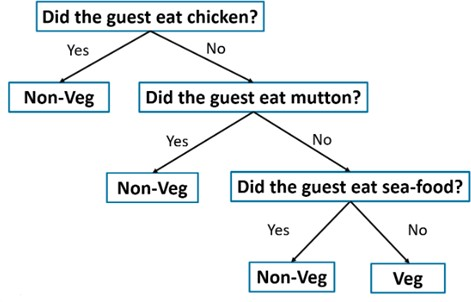 Did the guest eat chicken?
Yes
No
Non-Veg
Did the guest eat mutton?
Yes
No
Non-Veg
Did the guest eat sea-food?
Yes
No
Non-Veg
Veg